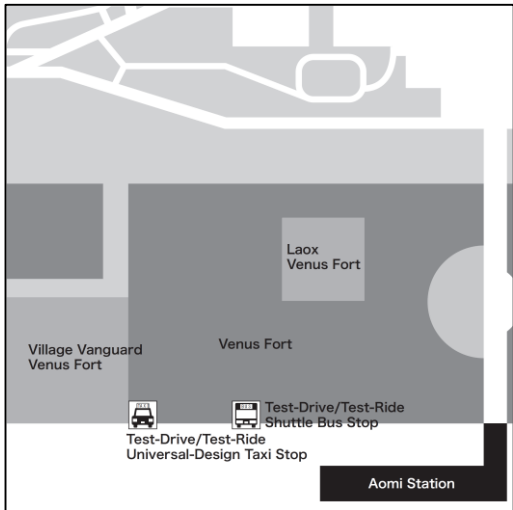 Laox
Venus Fort
Village Vanguard
Venus Fort
Venus Fort
Test-Drive/Test-Ride
Shuttle Bus Stop
Test-Drive/Test-Ride
Universal-Design Taxi Stop
Aomi Station